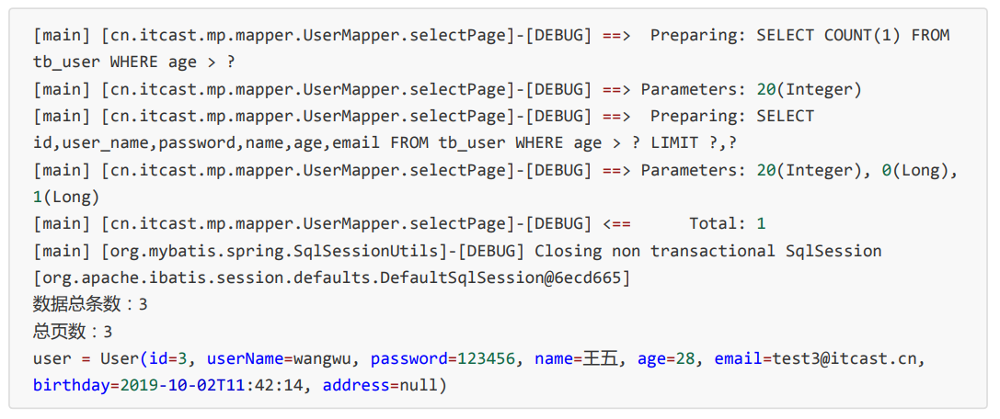 [main] [cn.itcast.mp.mapper.UserMapper.selectPage]-[DEBUG] ==>  Preparing: SELECT COUNT(1) FROM
tb_user WHERE age > ?
[main] [cn.itcast.mp.mapper.UserMapper.selectPage]-[DEBUG] ==> Parameters: 20(Integer)
[main] [cn.itcast.mp.mapper.UserMapper.selectPage]-[DEBUG] ==>  Preparing: SELECT
id,user_name,password,name,age,email FROM tb_user WHERE age > ? LIMIT ?,?
[main] [cn.itcast.mp.mapper.UserMapper.selectPage]-[DEBUG] ==> Parameters: 20(Integer), 0(Long),
1(Long)
[main] [cn.itcast.mp.mapper.UserMapper.selectPage]-[DEBUG] <==      Total: 1
[main] [org.mybatis.spring.SqlSessionUtils]-[DEBUG] Closing non transactional SqlSession
[org.apache.ibatis.session.defaults.DefaultSqlSession@6ecd665]
数据总条数：3
总页数：3
user = User(id=3, userName=wangwu, password=123456, name=王五, age=28, email=test3@itcast.cn,
birthday=2019-10-02T11:42:14, address=null)